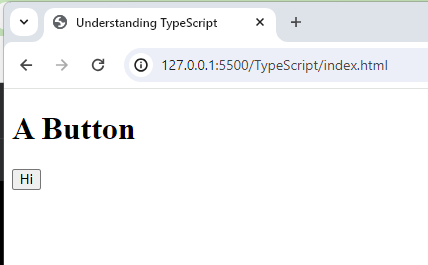 Understanding TypeScript
127.0.0.1:5500/TypeScript/index.html
A Button
Hi